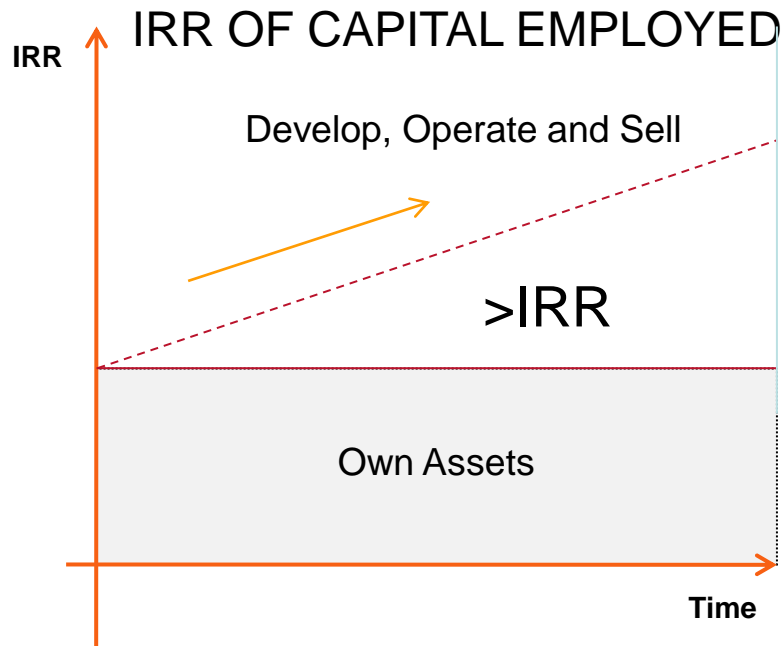 IRR OF CAPITAL EMPLOYED
IRR
Develop, Operate and Sell
>IRR
Own Assets
Time